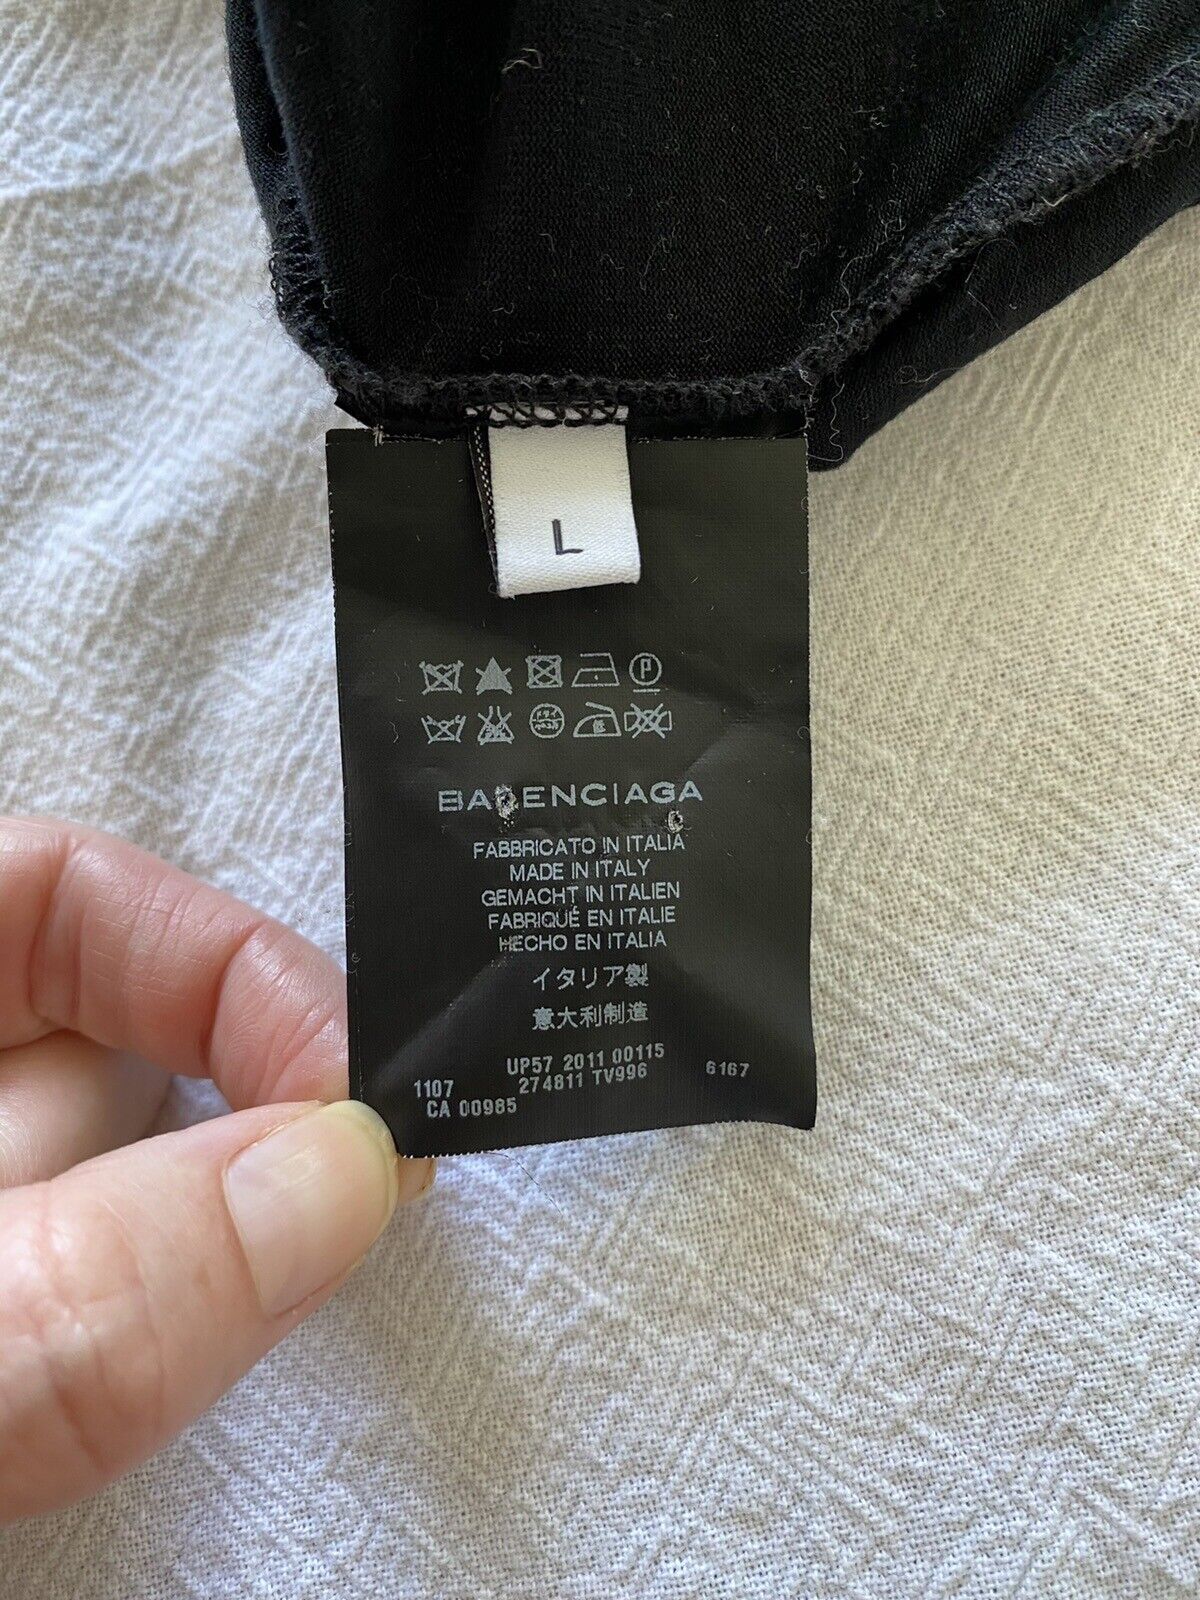 L
P
BALENCIAGA
FABBRICATO IN ITALIA
MADE IN ITALY
GEMACHT IN ITALIEN
FABRIQUÉ EN ITALIE
HECHO EN ITALIA
イタリア製
意大利制造
UP57 2011 00115
1107 274811 TV996 6167
CA 00985